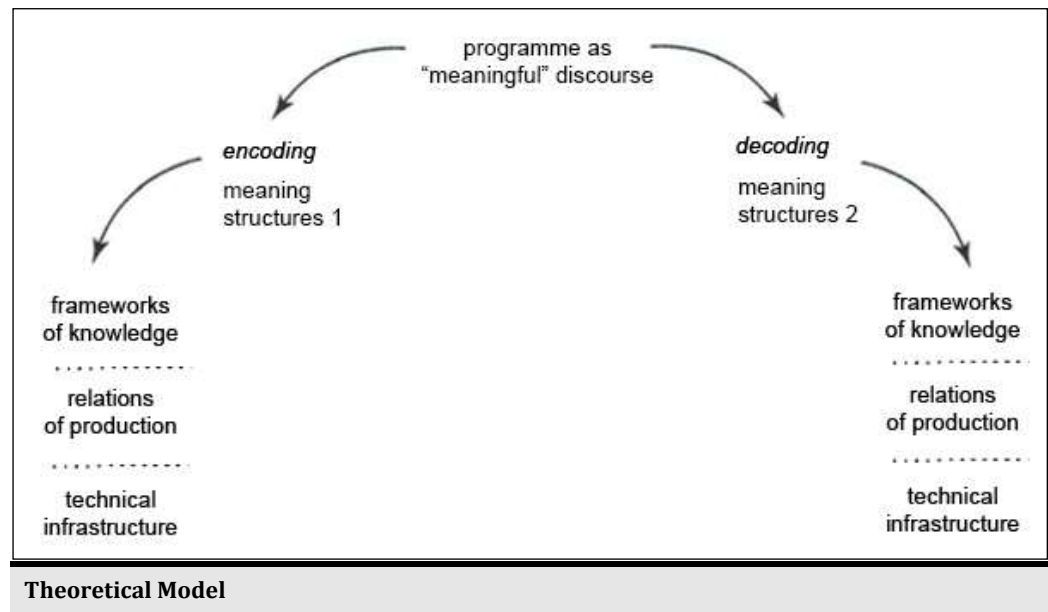 programme as
“meaningful” discourse
encoding
meaning
structures 1
decoding
meaning
structures 2
frameworks
of knowledge
relations
of production
technical
infrastructure
frameworks
of knowledge
relations
of production
technical
infrastructure
Theoretical Model